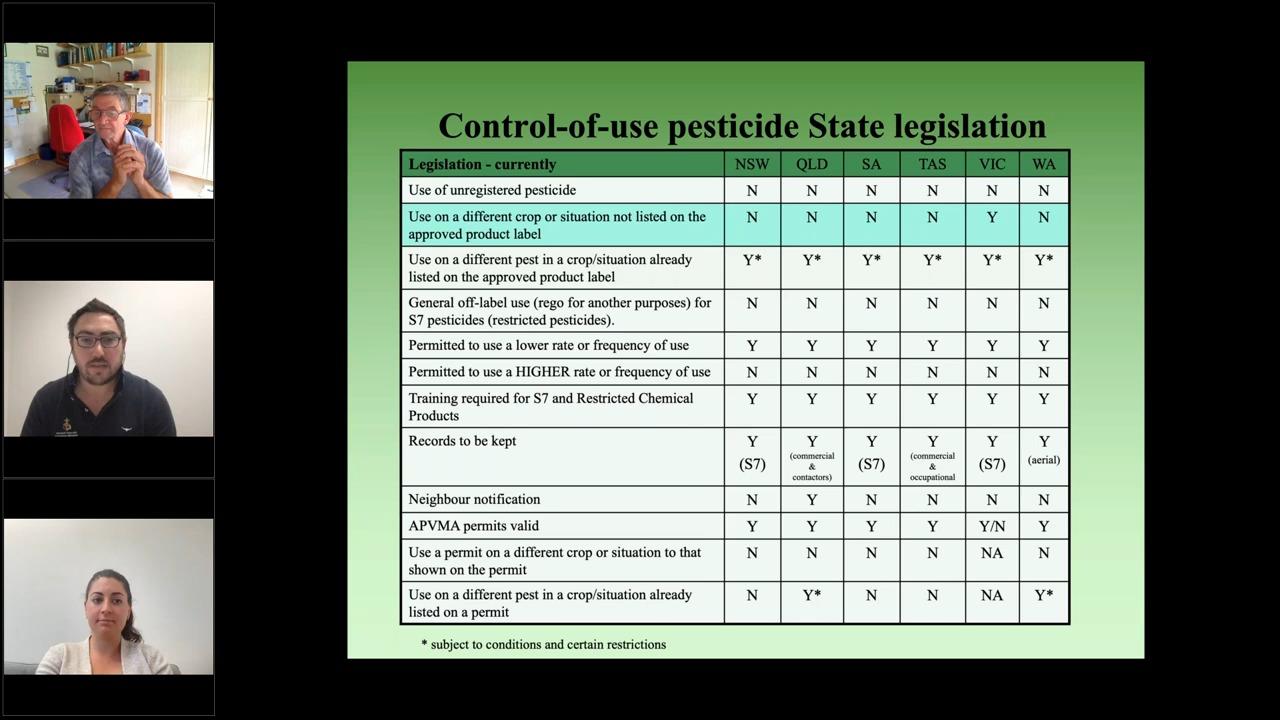 Control-of-use pesticide State legislation
Legislation - currently NSW QLD SA TAS VIC WA
Use of unregistered pesticide N N N N N N
Use on a different crop or situation not listed on the N N N N Y N
approved product label
Use on a different pest in a crop/situation already Y* Y* Y* Y* Y* Y*
listed on the approved product label
General off-label use (rego for another purposes) for N N N N N N
S7 pesticides (restricted pesticides).
Permitted to use a lower rate or frequency of use Y Y Y Y Y Y
Permitted to use a HIGHER rate or frequency of use N N N N N N
Training required for S7 and Restricted Chemical Y Y Y Y Y Y
Products
Records to be kept Y Y Y Y Y Y
(S7) (commercial & contactors) (S7) (commercial & occupational (S7) (aerial)
Neighbour notification N Y N N N N
APVMA permits valid Y Y Y Y Y/N Y
Use a permit on a different crop or situation to that N N N N NA N
shown on the permit
Use on a different pest in a crop/situation already N Y* N N NA Y*
listed on a permit
* subject to conditions and certain restrictions